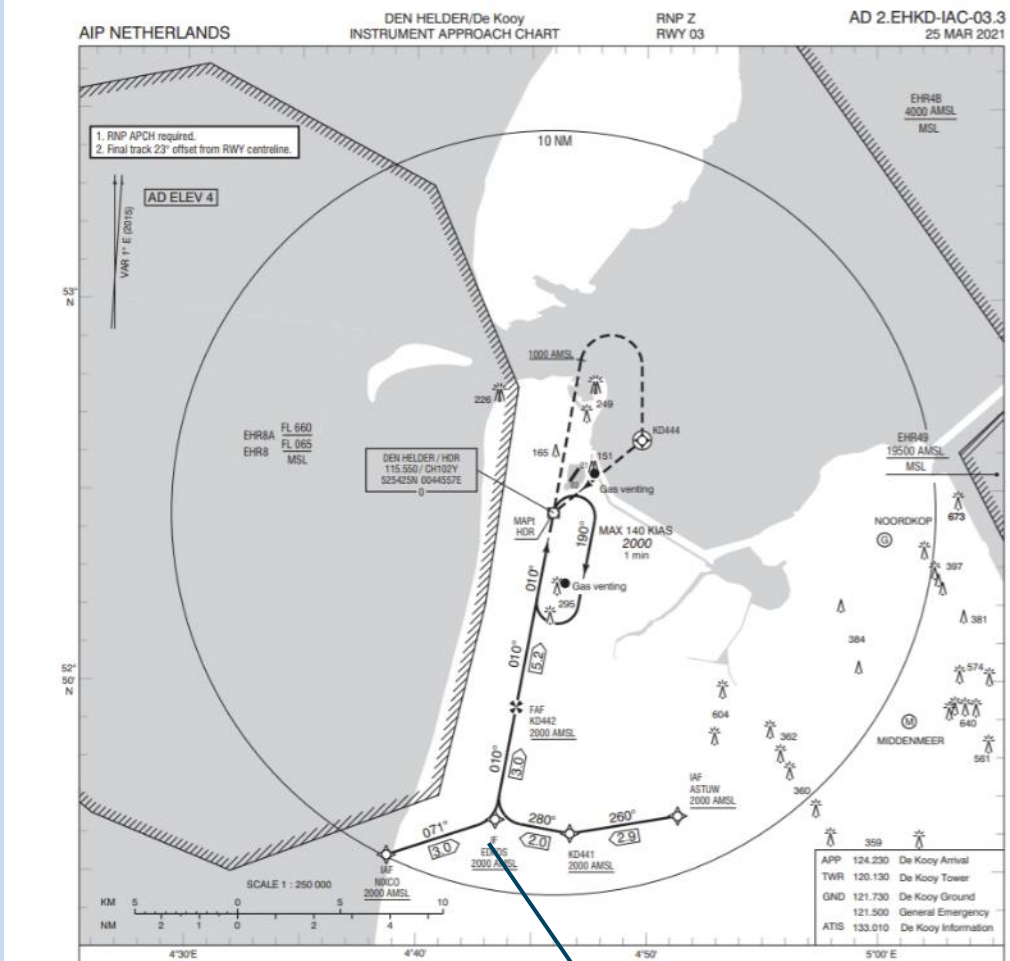 AIP NETHERLANDS
DEN HELDER/De Kooy
INSTRUMENT APPROACH CHART
RNP Z
RWY 03
AD 2.EHKD-IAC-03.3
25 MAR 2021
1. RNP APCH required.
2. Final track 23° offset from RWY centreline.
AD ELEV 4
VAR 1° E (2015)
10 NM
EHR4B
4000 AMSL
MSL
53°
N
1000 AMSL
226
249
EHR8A FL 660
FL 065
EHR8 MSL
165
KD444
151
DEN HELDER / HDR
115.550 / CH102Y
525425N 0044557E
0
Gas venting
EHR49
19500 AMSL
MSL
MAPt
HDR
190°
MAX 140 KIAS
2000
1 min
NOORDKOP
G
673
397
010°
Gas venting
295
381
384
010°
5.2
574
52°
50'
N
604
FAF
KD442
2000 AMSL
362
M
MIDDENMEER
640
561
010°
3.0
360
IAF
ASTUW
2000 AMSL
071°
3.0
280°
2.0
260°
2.9
IF
2000 AMSL
KD441
2000 AMSL
359
IAF
NIXCO
2000 AMSL
SCALE 1 : 250 000
KM 5 0 5 10
NM 2 1 0 2 4
APP 124.230 De Kooy Arrival
TWR 120.130 De Kooy Tower
GND 121.730 De Kooy Ground
121.500 General Emergency
ATIS 133.010 De Kooy Information
4°30'E 4°40' 4°50' 5°00' E